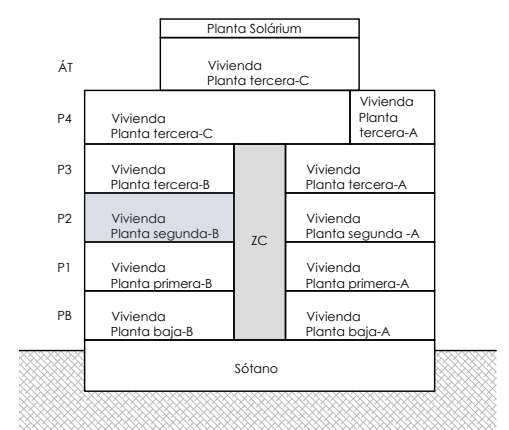 Planta Solárium
ÁT
Vivienda
Planta tercera-C
P4
Vivienda
Planta tercera-C
Vivienda
Planta
tercera-A
P3
Vivienda
Planta tercera-B
Vivienda
Planta tercera-A
P2
Vivienda
Planta segunda-B
ZC
Vivienda
Planta segunda -A
P1
Vivienda
Planta primera-B
Vivienda
Planta primera-A
PB
Vivienda
Planta baja-B
Vivienda
Planta baja-A
Sótano